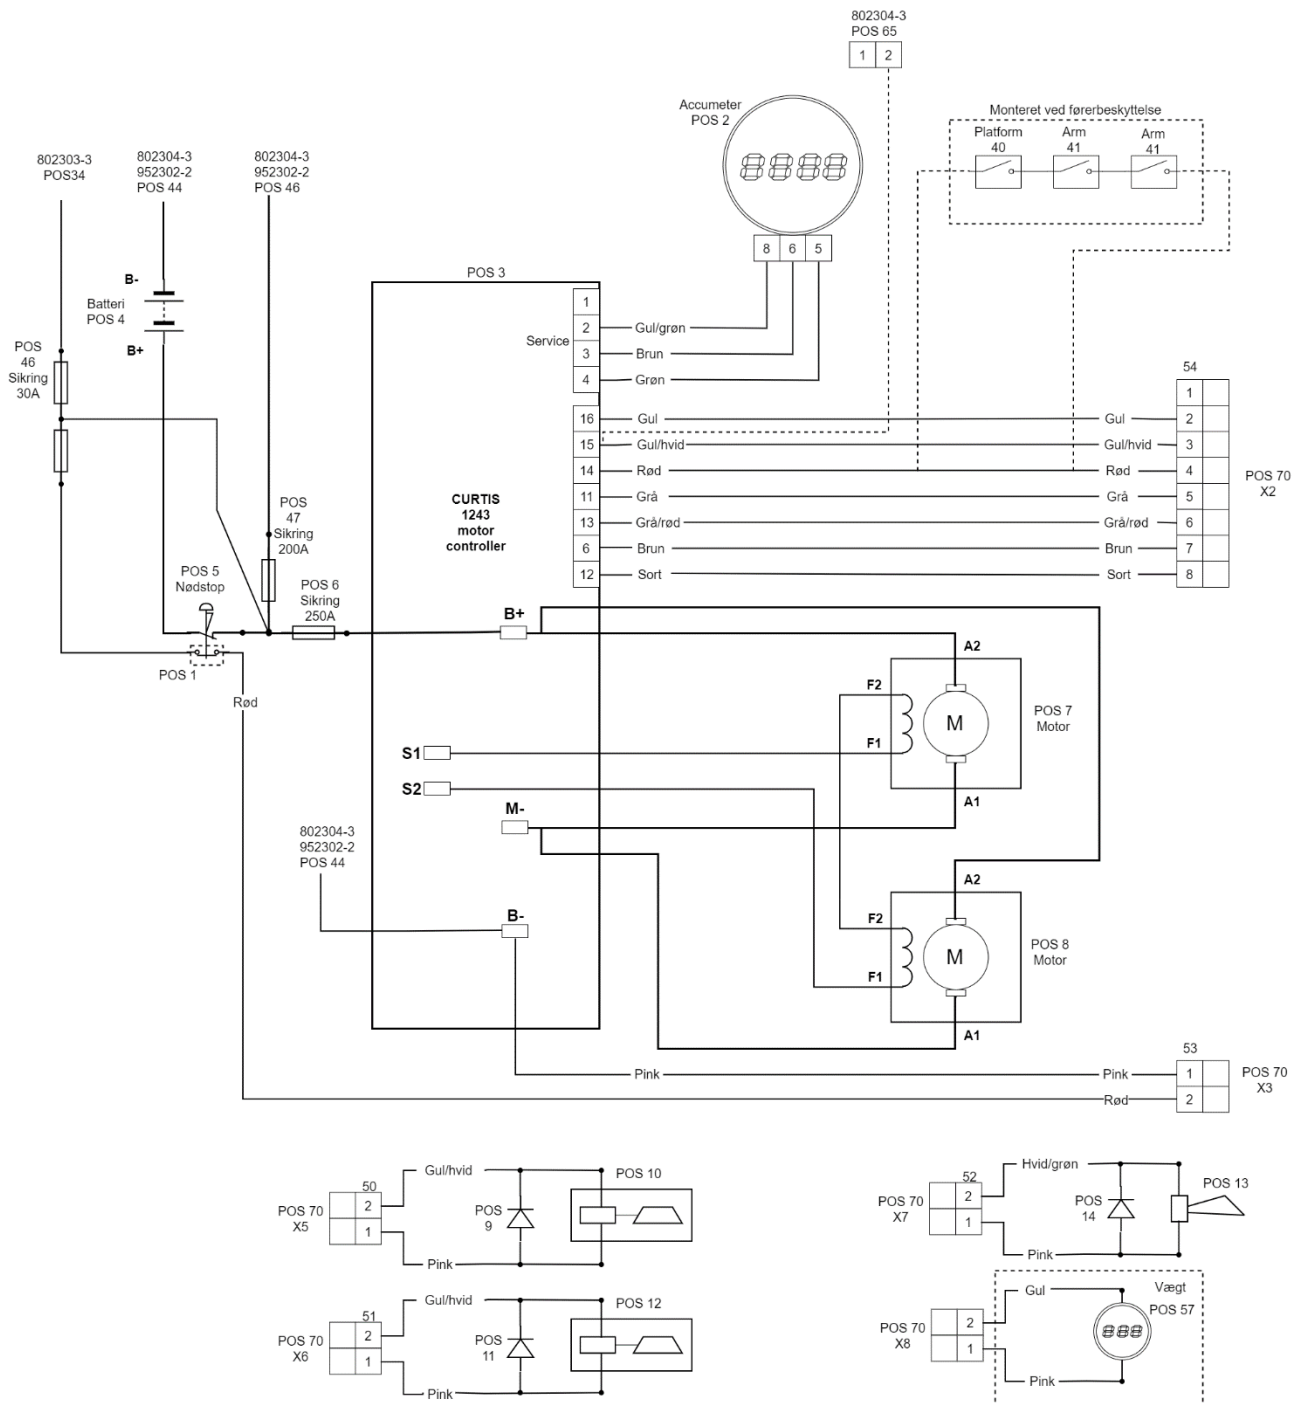 802304-3
POS 65
1 2
Accumeter
POS 2
8 6 5
Monteret ved førerbeskyttelse
Platform
40
Arm
41
Arm
41
802303-3
POS34
802304-3
952302-2
POS 44
802304-3
952302-2
POS 46
B-
Batteri
POS 4
B+
POS
46
Sikring
30A
POS
47
Sikring
200A
POS 5
Nødstop
POS 6
Sikring
250A
POS 1
Rød
POS 3
Service
1
2 Gul/grøn
3 Brun
4 Grøn
54
1
16 Gul Gul 2
15 Gul/hvid Gul/hvid 3
14 Rød Rød 4
11 Grå Grå 5
13 Grå/rød Grå/rød 6
6 Brun Brun 7
12 Sort Sort 8
POS 70
X2
CURTIS
1243
motor
controller
B+
A2
F2
M
F1
A1
POS 7
Motor
S1
S2
M-
802304-3
952302-2
POS 44
B-
A2
F2
M
F1
A1
POS 8
Motor
53
Pink Pink 1
Rød 2
POS 70
X3
Gul/hvid
50
2
1
POS 70
X5
POS
9
POS 10
Pink
Gul/hvid
51
2
1
POS 70
X6
POS
11
POS 12
Pink
Hvid/grøn
52
2
1
POS 70
X7
POS
14
POS 13
Pink
Gul
Vægt
POS 57
2
1
POS 70
X8
Pink